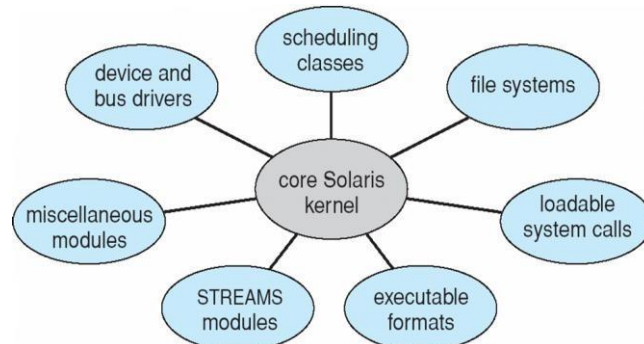 scheduling
classes
device and
bus drivers
file systems
core Solaris
kernel
miscellaneous
modules
loadable
system calls
STREAMS
modules
executable
formats